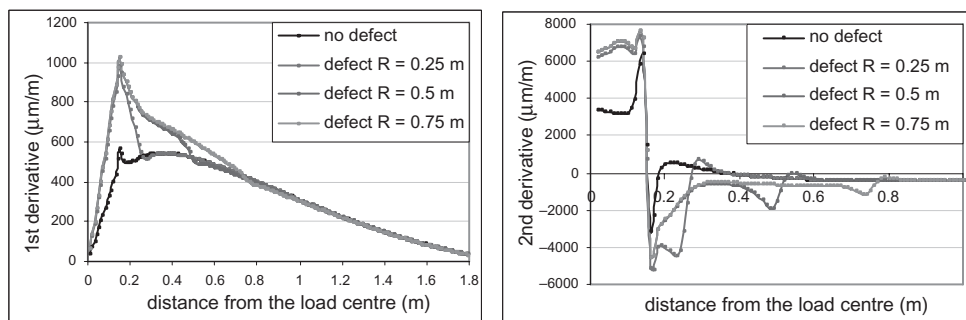 1200
1000
800
600
400
200
0
1st derivative (μm/m)
no defect
defect R = 0.25 m
defect R = 0.5 m
defect R = 0.75 m
0 0.2 0.4 0.6 0.8 1 1.2 1.4 1.6 1.8
distance from the load centre (m)
8000
6000
4000
2000
0
–2000
–4000
–6000
2nd derivative (μm/m)
no defect
defect R = 0.25 m
defect R = 0.5 m
defect R = 0.75 m
0 0.2 0.4 0.6 0.8
distance from the load centre (m)